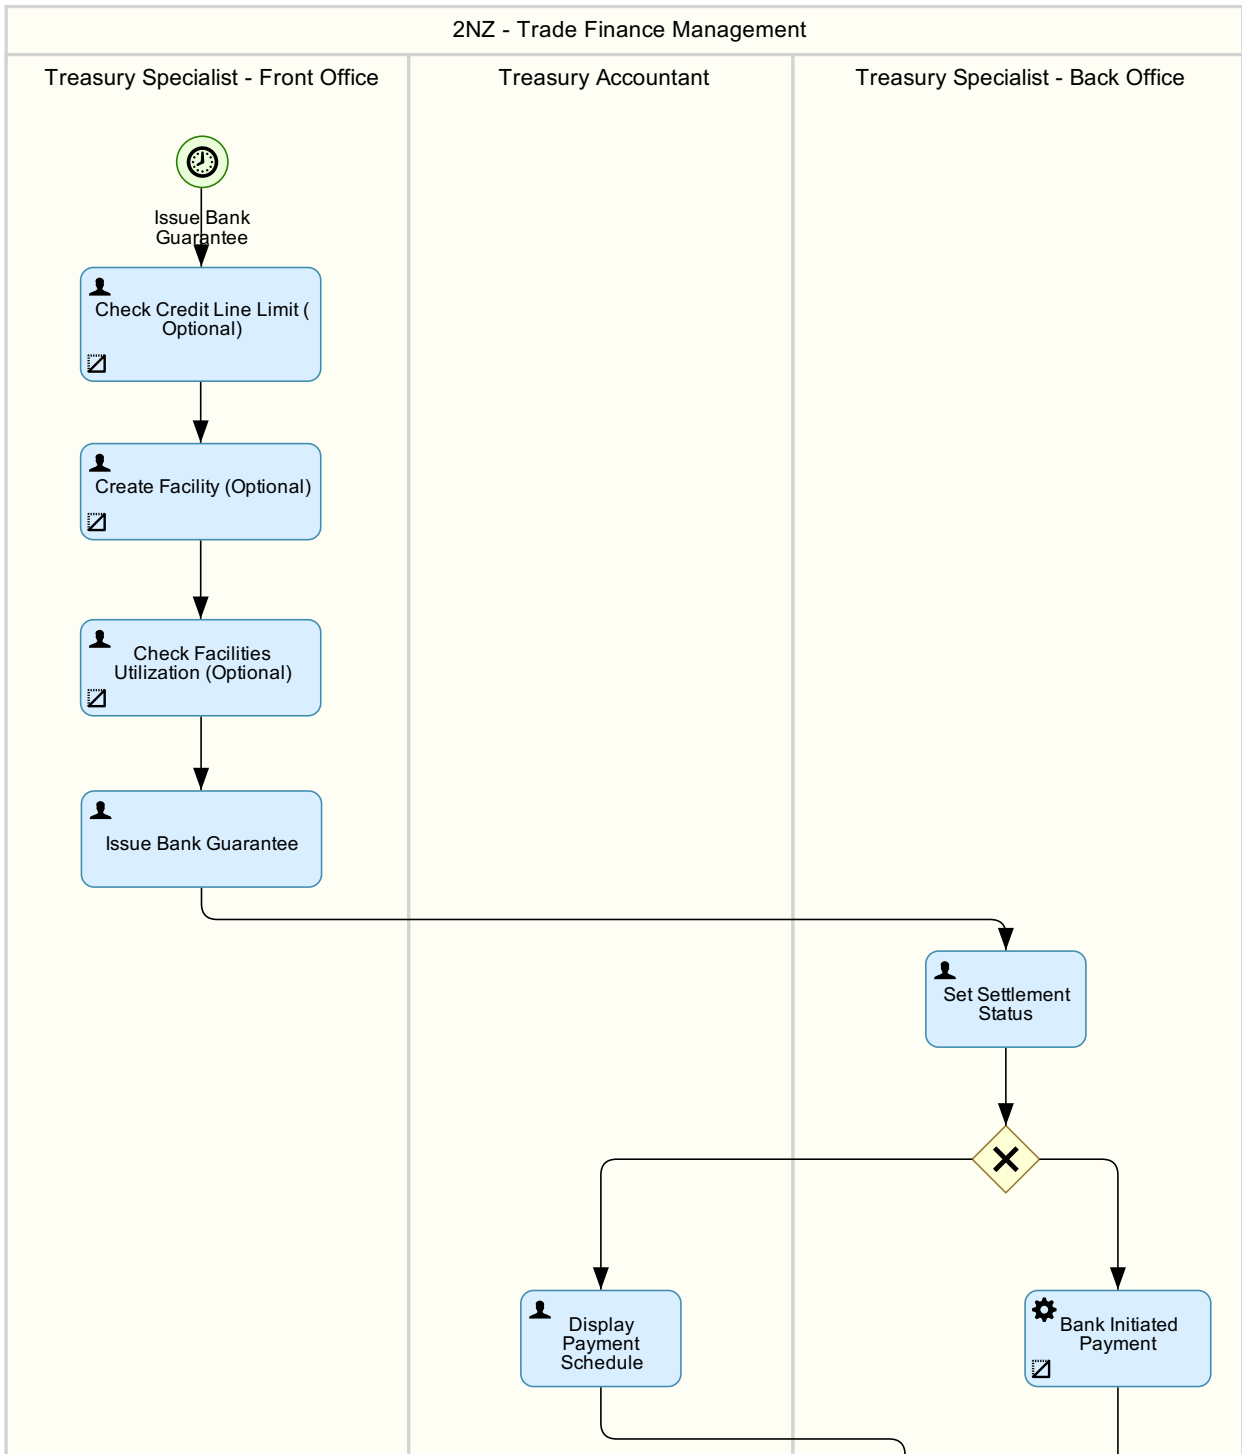 2NZ - Trade Finance Management
Treasury Specialist - Front Office
Treasury Accountant
Treasury Specialist - Back Office
Issue Bank
Guarantee
Check Credit Line Limit (
Optional)
Create Facility (Optional)
Check Facilities
Utilization (Optional)
Issue Bank Guarantee
Set Settlement
Status
Display
Payment
Schedule
Bank Initiated
Payment